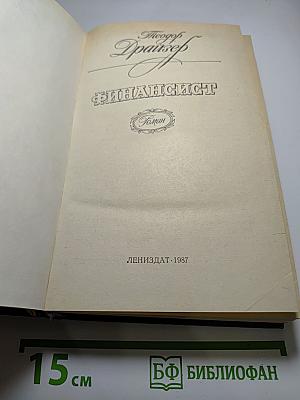 Теодор
Драйзер
ФИНАНСИСТ
Роман
ЛЕНИЗДАТ·1987
15 см
БФ БИБЛИОФАН